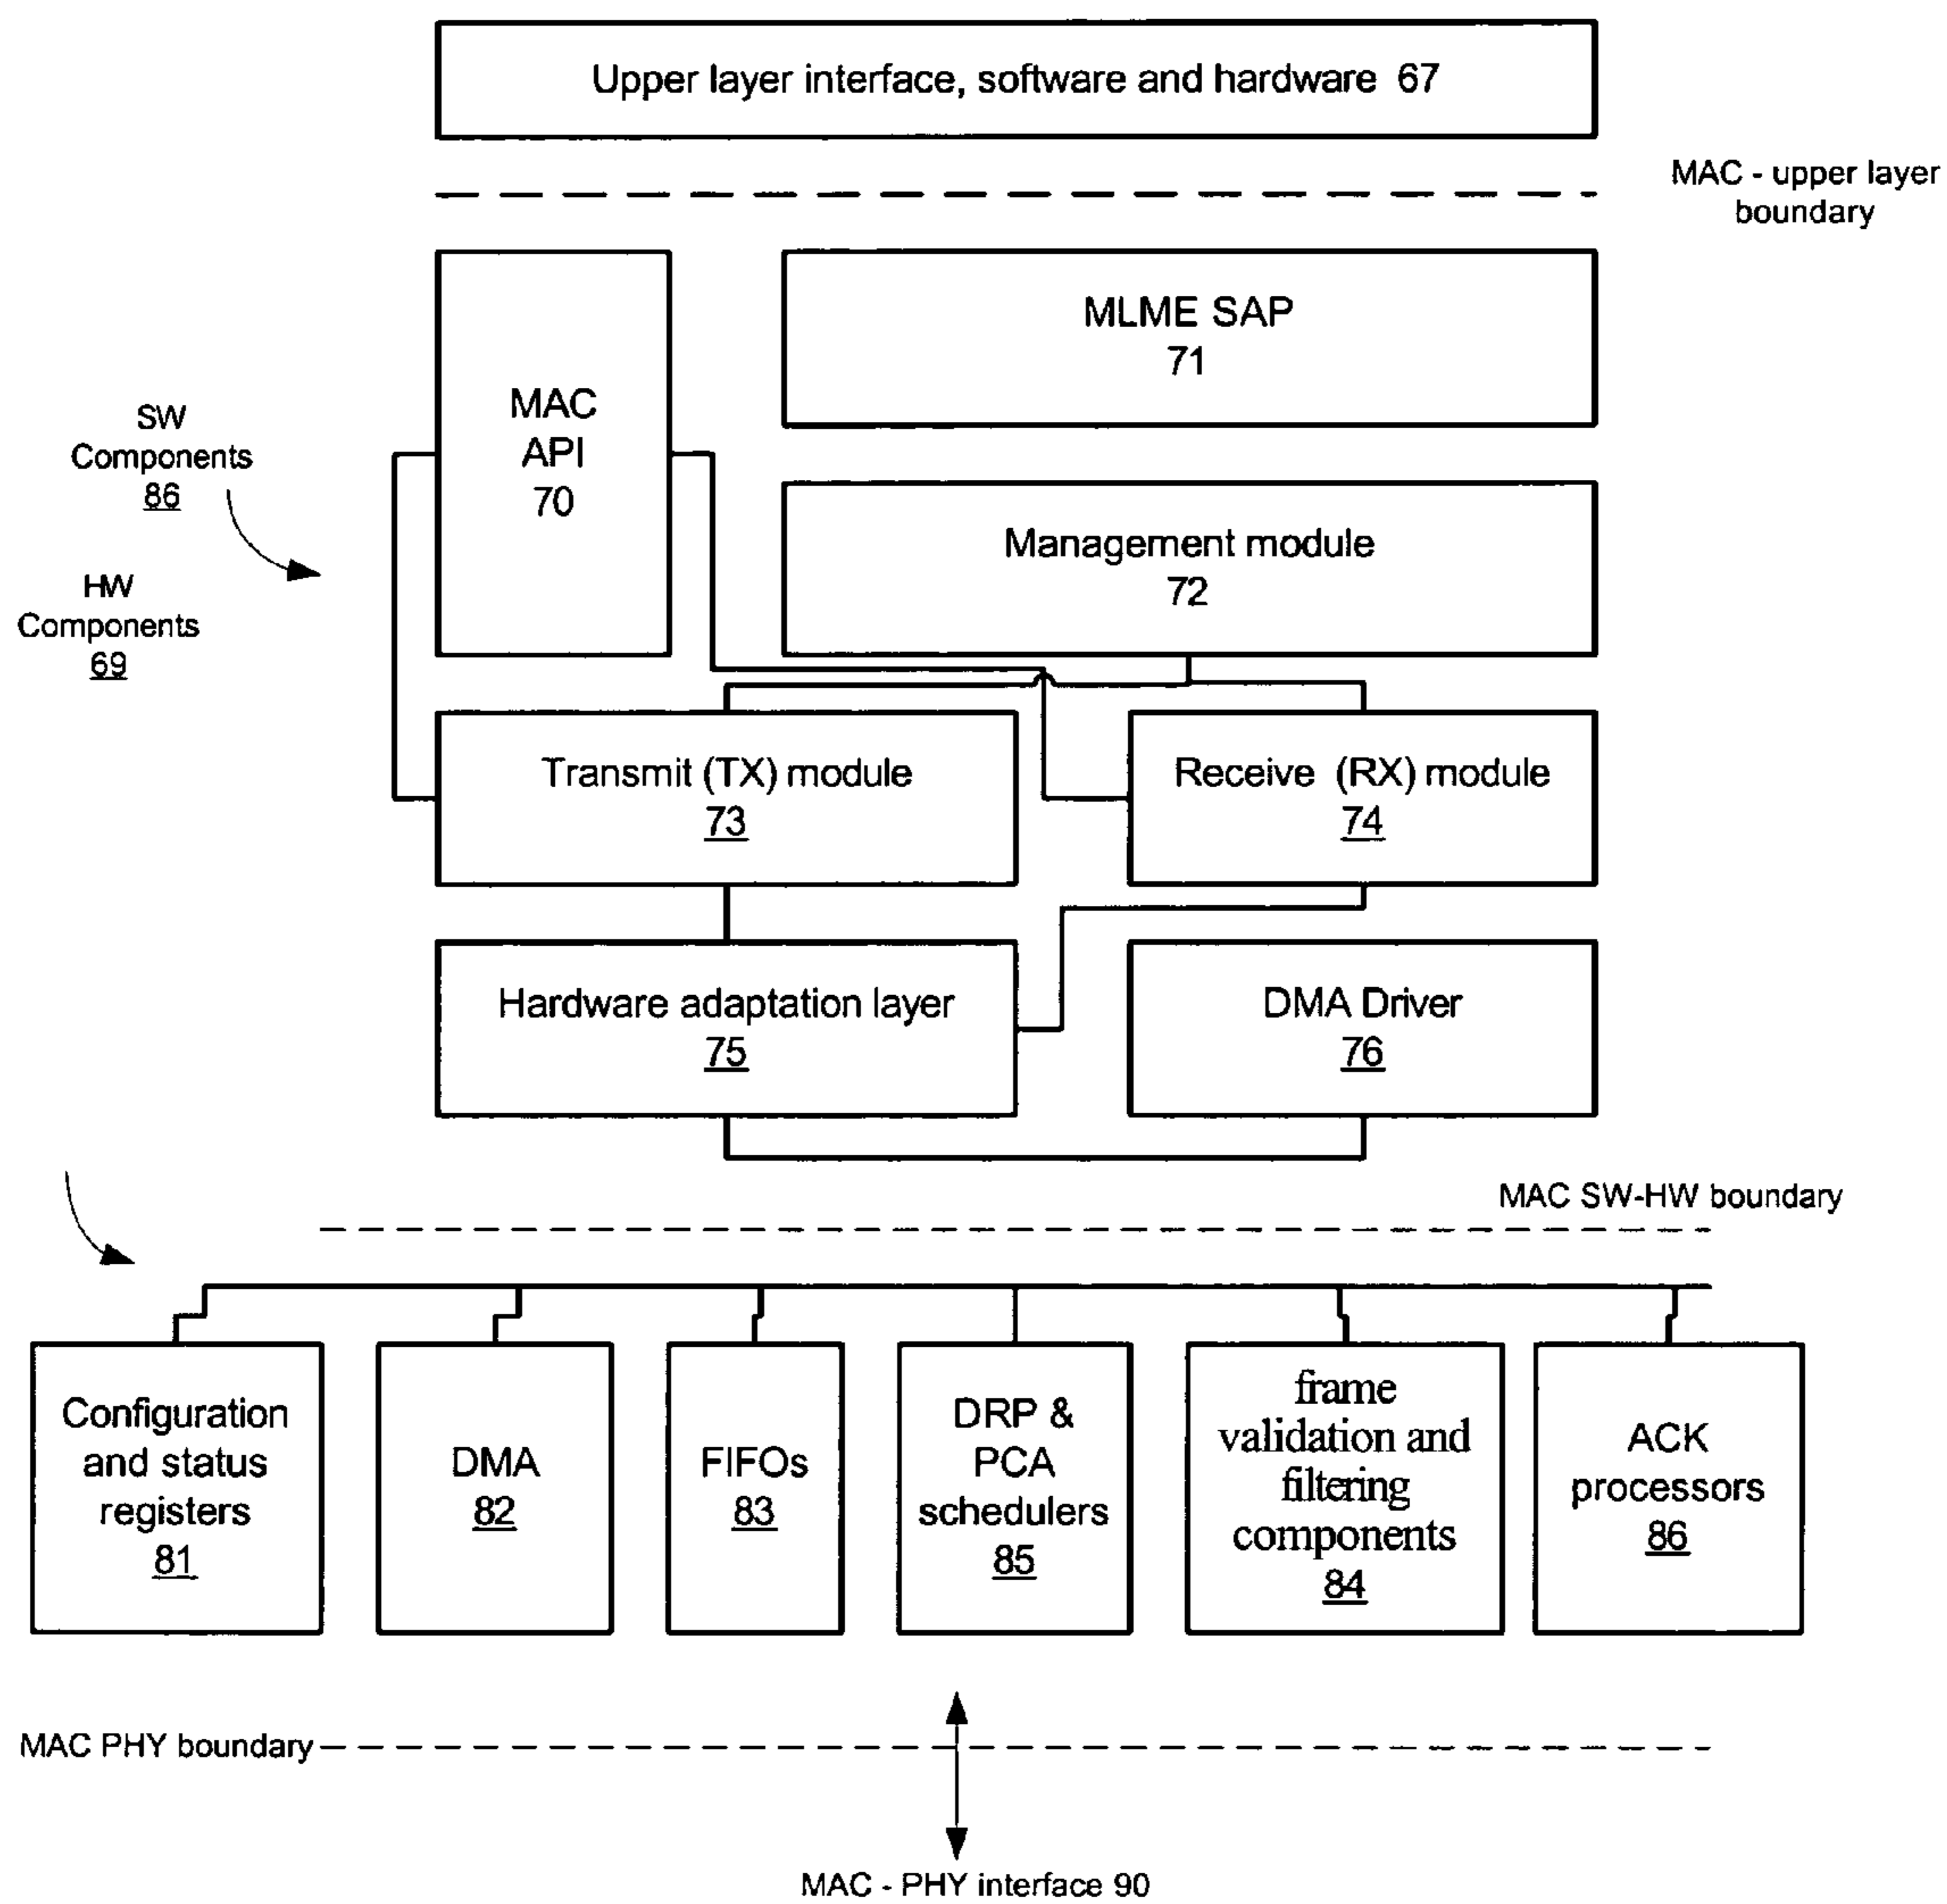 Upper layer interface, software and hardware 67
MAC - upper layer
boundary
MAC
API
70
MLME SAP
71
SW
Components
86
Management module
72
HW
Components
69
Transmit (TX) module
73
Receive (RX) module
74
Hardware adaptation layer
75
DMA Driver
76
MAC SW-HW boundary
Configuration
and status
registers
81
DMA
82
FIFOs
83
DRP &
PCA
schedulers
85
frame
validation and
filtering
components
84
ACK
processors
86
MAC PHY boundary
MAC - PHY interface 90